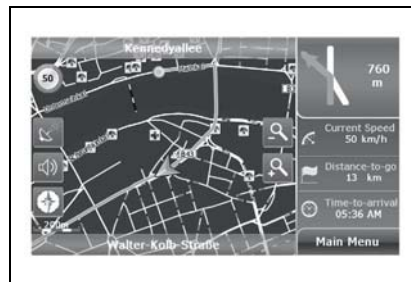 Kennedyallee
50
760
m
Current Speed
50 km/h
Distance-to-go
13 km
Time-to-arrival
05:36 AM
200m
Walter-Kolb-Straße
Main Menu